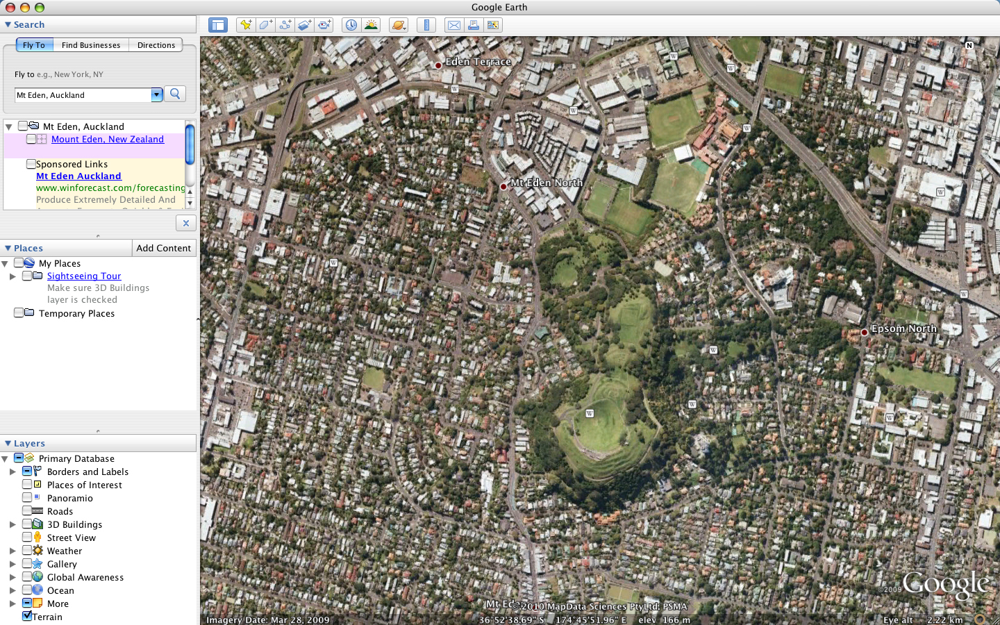 Google Earth
Search
Fly To
Find Businesses
Directions
Fly to e.g., New York, NY
Mt Eden, Auckland
Mt Eden, Auckland
Mount Eden, New Zealand
Sponsored Links
Mt Eden Auckland
www.winforecast.com/forecasting
Produce Extremely Detailed And
Places
Add Content
My Places
Sightseeing Tour
Make sure 3D Buildings
layer is checked
Temporary Places
Layers
Primary Database
Borders and Labels
Places of Interest
Panoramio
Roads
3D Buildings
Street View
Weather
Gallery
Global Awareness
Ocean
More
Terrain
N
Eden Terrace
W
W
W
W
W
Mt Eden North
W
W
W
Epsom North
W
W
W
W
©2009 Google
Mt Ed
© 2010 MapData Sciences PtyLtd, PSMA
Imagery Date: Mar 28, 2009
36°52'38.69" S 174°45'51.96" E elev 166 m
Eye alt 2.22 km